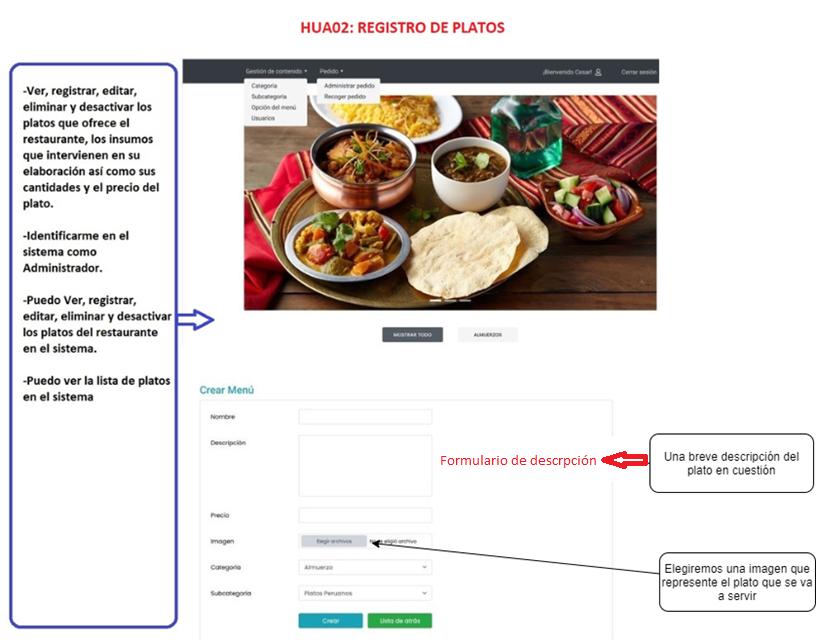 HUA02: REGISTRO DE PLATOS
-Ver, registrar, editar,
eliminar y desactivar los
platos que ofrece el
restaurante, los insumos
que intervienen en su
elaboración así como sus
cantidades y el precio del
plato.
-Identificarme en el
sistema como
Administrador.
-Puedo Ver, registrar,
editar, eliminar y desactivar
los platos del restaurante
en el sistema.
-Puedo ver la lista de platos
en el sistema
Gestión de contenido Pedido ¡Bienvenido Cesar! Cerrar sesión
Categoría
Subcategoría
Opción del menú
Usuarios
Administrar pedido
Recoger pedido
MOSTRAR TODO ALMUERZOS
Crear Menú
Nombre
Descripción
Formulario de descrpción
Una breve descripción del
plato en cuestión
Precio
Imagen Elegir archivos eligió archivo
Elegiremos una imagen que
represente el plato que se va
a servir
Categoría Almuerzo
Subcategoría Platos Peruanos
Crear Lista de atrás